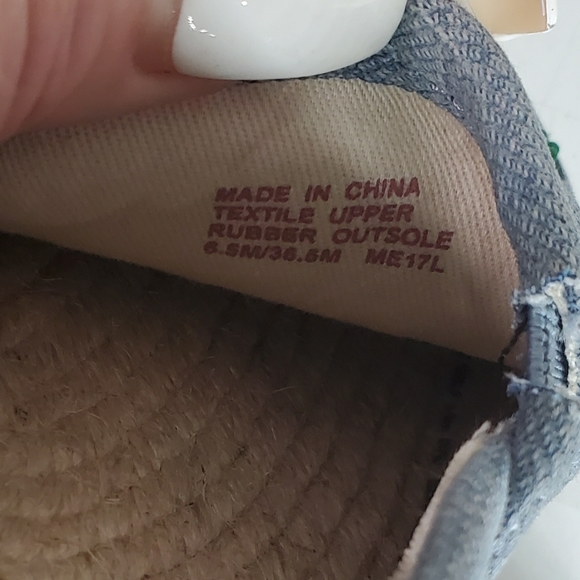 MADE IN CHINA
TEXTILE UPPER
RUBBER OUTSOLE
6.5M/36.5M ME17L